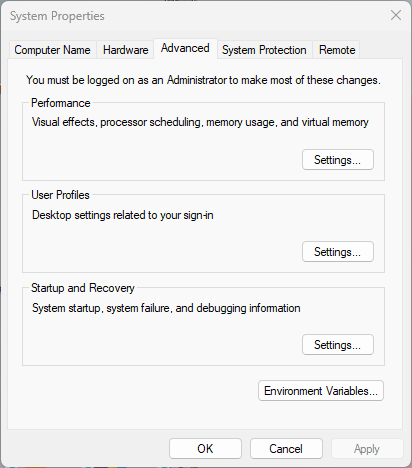 System Properties
Computer Name
Hardware
Advanced
System Protection
Remote
You must be logged on as an Administrator to make most of these changes.
Performance
Visual effects, processor scheduling, memory usage, and virtual memory
Settings...
User Profiles
Desktop settings related to your sign-in
Settings...
Startup and Recovery
System startup, system failure, and debugging information
Settings...
Environment Variables...
OK
Cancel
Apply